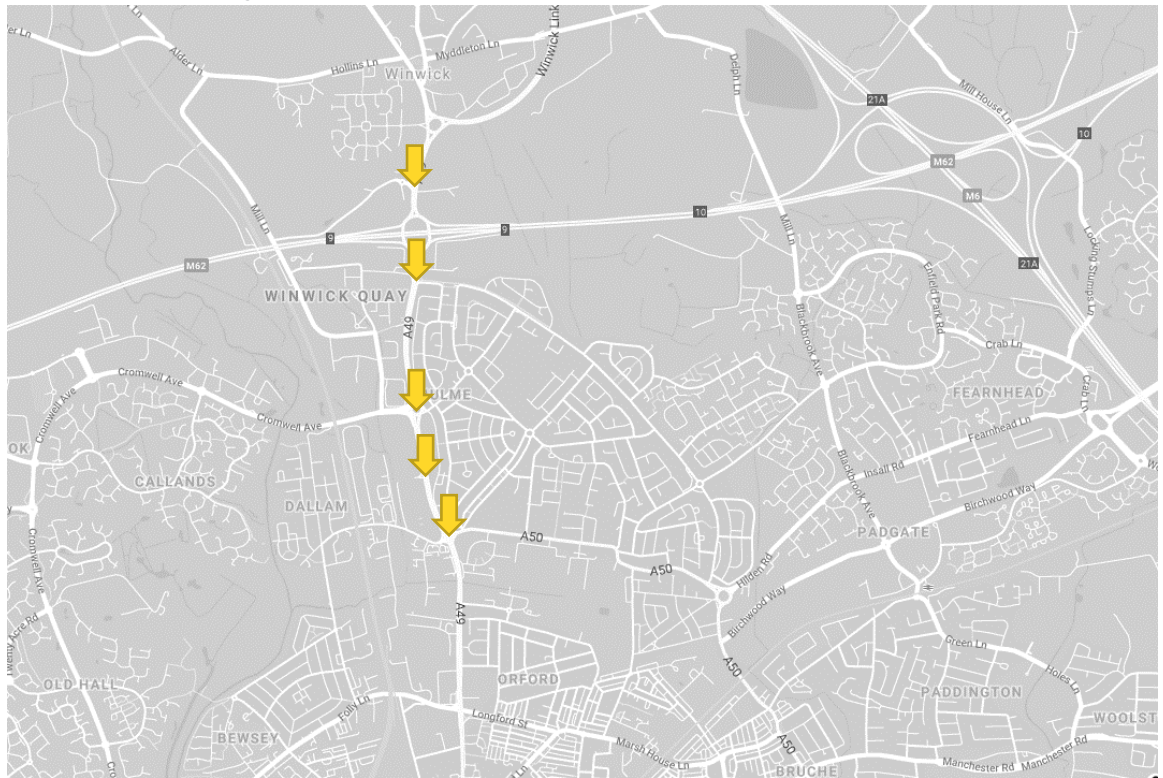 Alder Ln
Hollins Ln
Winwick
Myddleton Ln
Winwick Link
Delph Ln
21A
Mill House Ln
10
M62
M6
Mill Ln
10
9
9
M62
Mill Ln
21A
Locking Stumps Ln
WINWICK QUAY
A49
Enfield Park Rd
Blackbrook Ave
Crab Ln
Cromwell Ave
Cromwell Ave
Cromwell Ave
ULME
FEARNHEAD
Crab Ln
Fearnhead Ln
OK
CALLANDS
Insall Rd
Blackbrook Ave
Birchwood Way
DALLAM
PADGATE
A50
A50
Hilden Rd
Birchwood Way
Cromwell Ave
A49
Green Ln
Twenty Acre Rd
A50
Holes Ln
OLD HALL
ORFORD
PADDINGTON
Folly Ln
Longford St
WOOLST
BEWSEY
Marsh House Ln
A50
Manchester Rd
Manchester Rd
BRUCHE